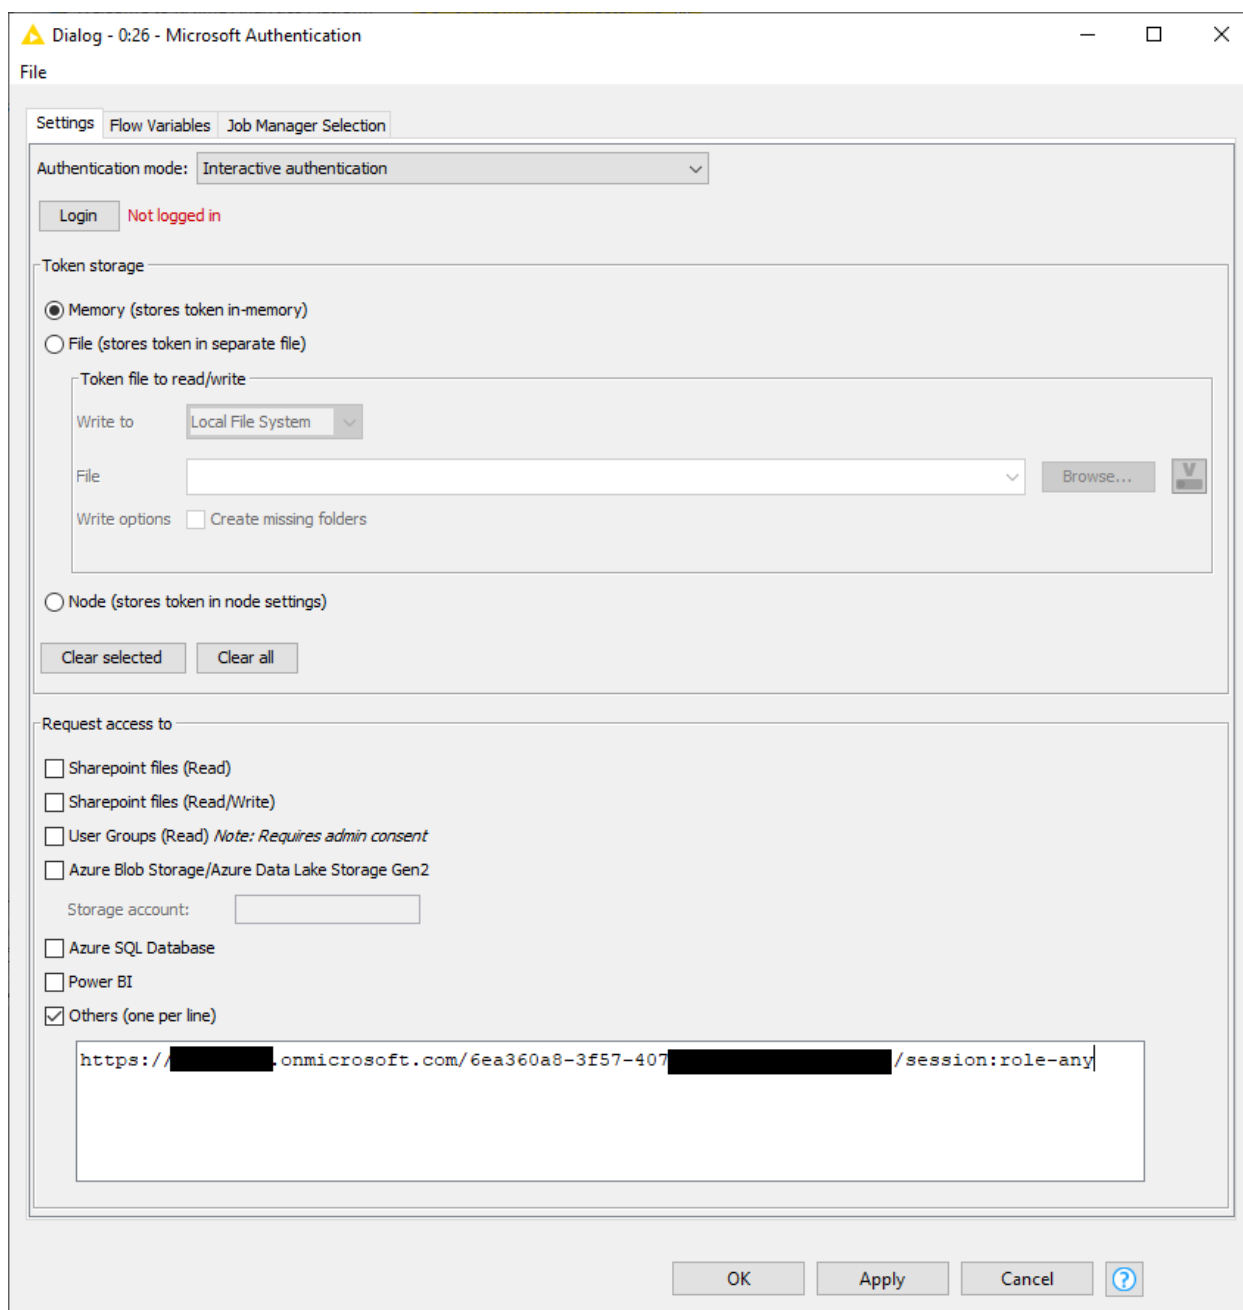 Dialog - 0:26 - Microsoft Authentication
File
Settings Flow Variables Job Manager Selection
Authentication mode: Interactive authentication
Login Not logged in
Token storage
Memory (stores token in-memory)
File (stores token in separate file)
Token file to read/write
Write to Local File System
File Browse... V
Write options Create missing folders
Node (stores token in node settings)
Clear selected Clear all
Request access to
Sharepoint files (Read)
Sharepoint files (Read/Write)
User Groups (Read) Note: Requires admin consent
Azure Blob Storage/Azure Data Lake Storage Gen2
Storage account:
Azure SQL Database
Power BI
Others (one per line)
https:// .onmicrosoft.com/6ea360a8-3f57-407 /session:role-any
OK Apply Cancel ?